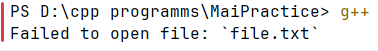 PS D:\cpp programms\MaiPractice> g++
Failed to open file: `file.txt`